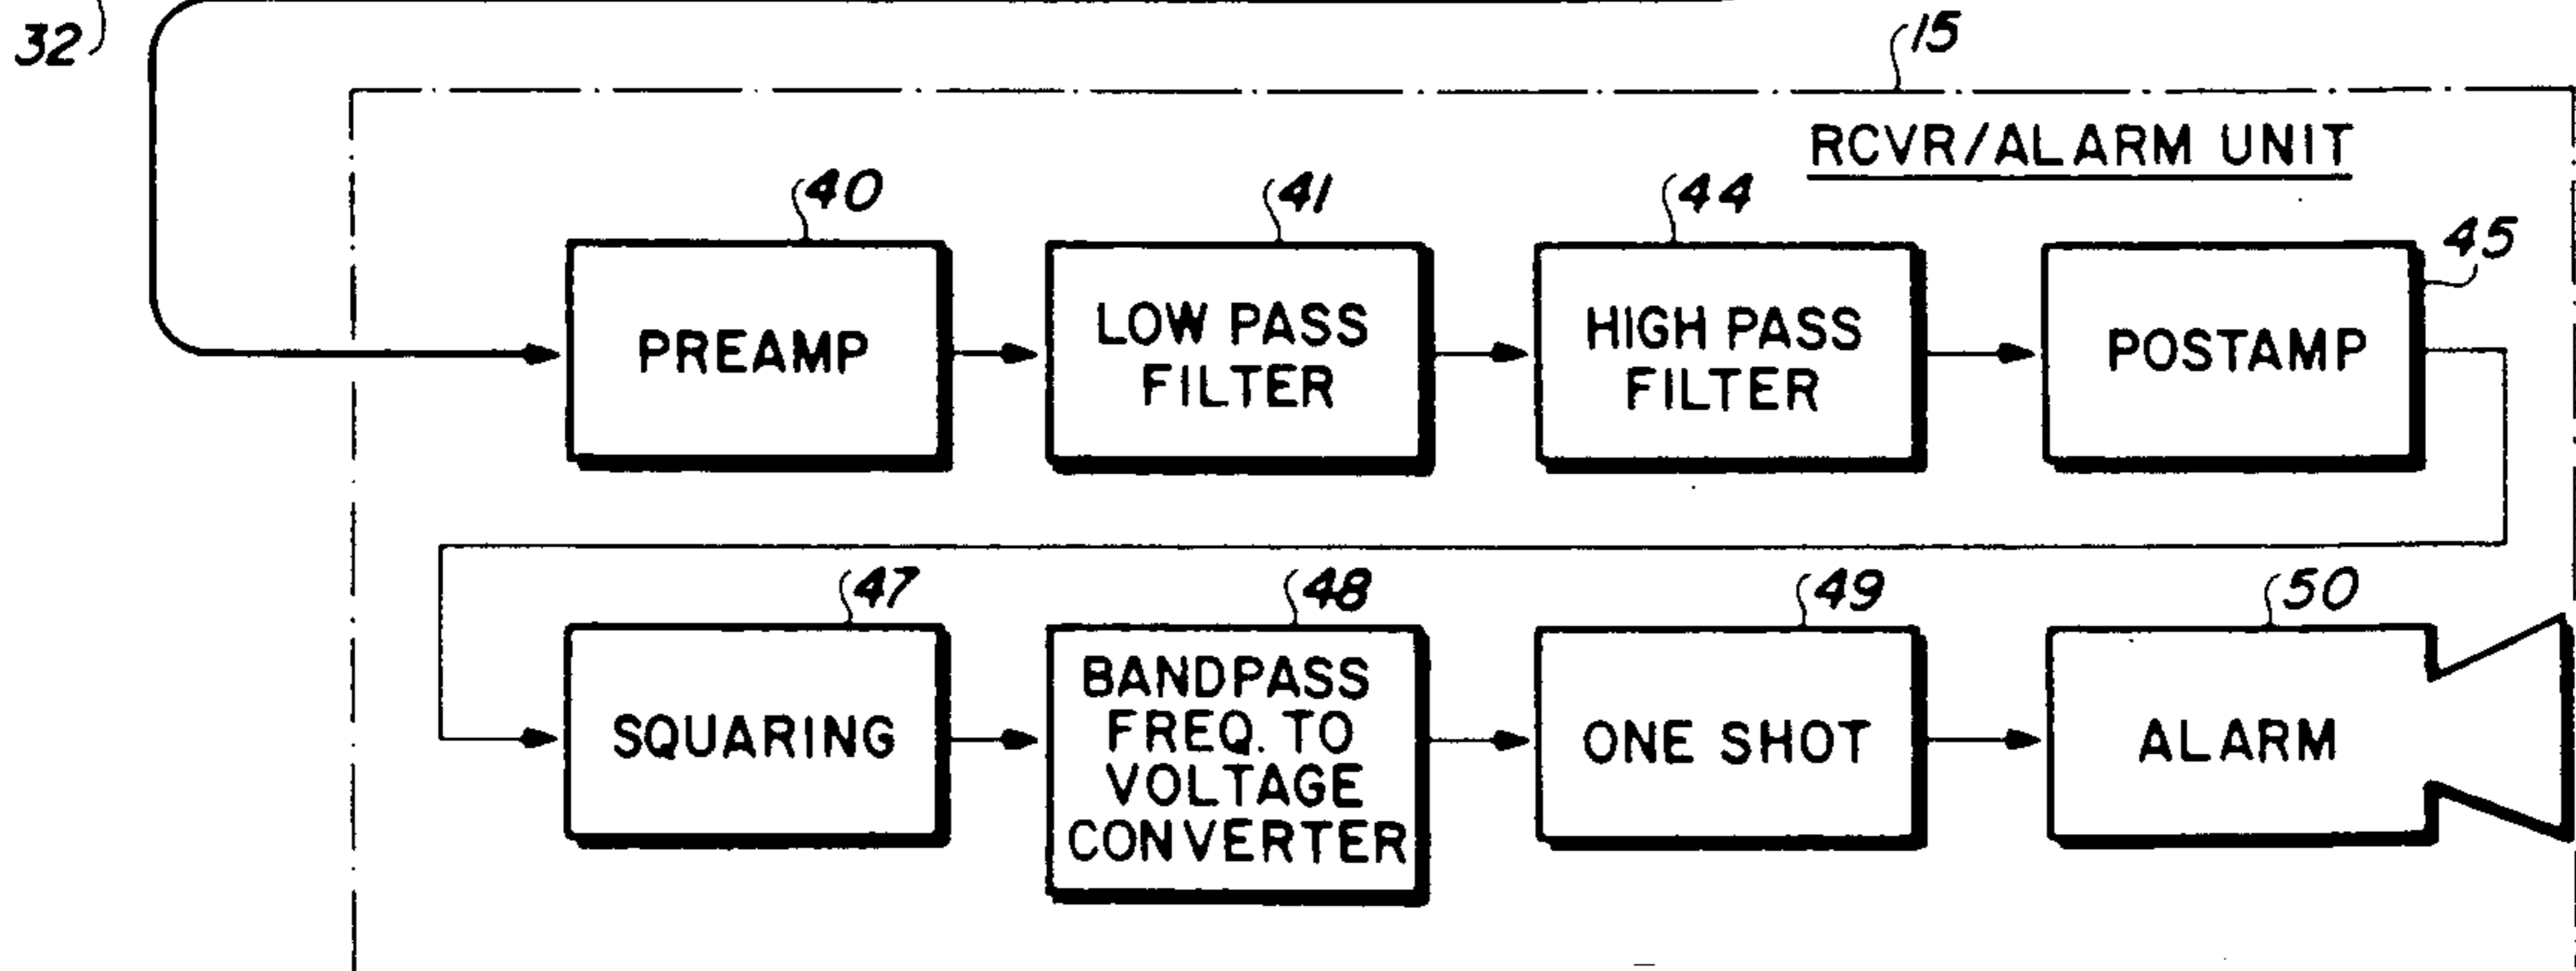 32
15
RCVR/ALARM UNIT
40
41
44
45
PREAMP
LOW PASS
FILTER
HIGH PASS
FILTER
POSTAMP
47
48
49
50
SQUARING
BANDPASS
FREQ. TO
VOLTAGE
CONVERTER
ONE SHOT
ALARM